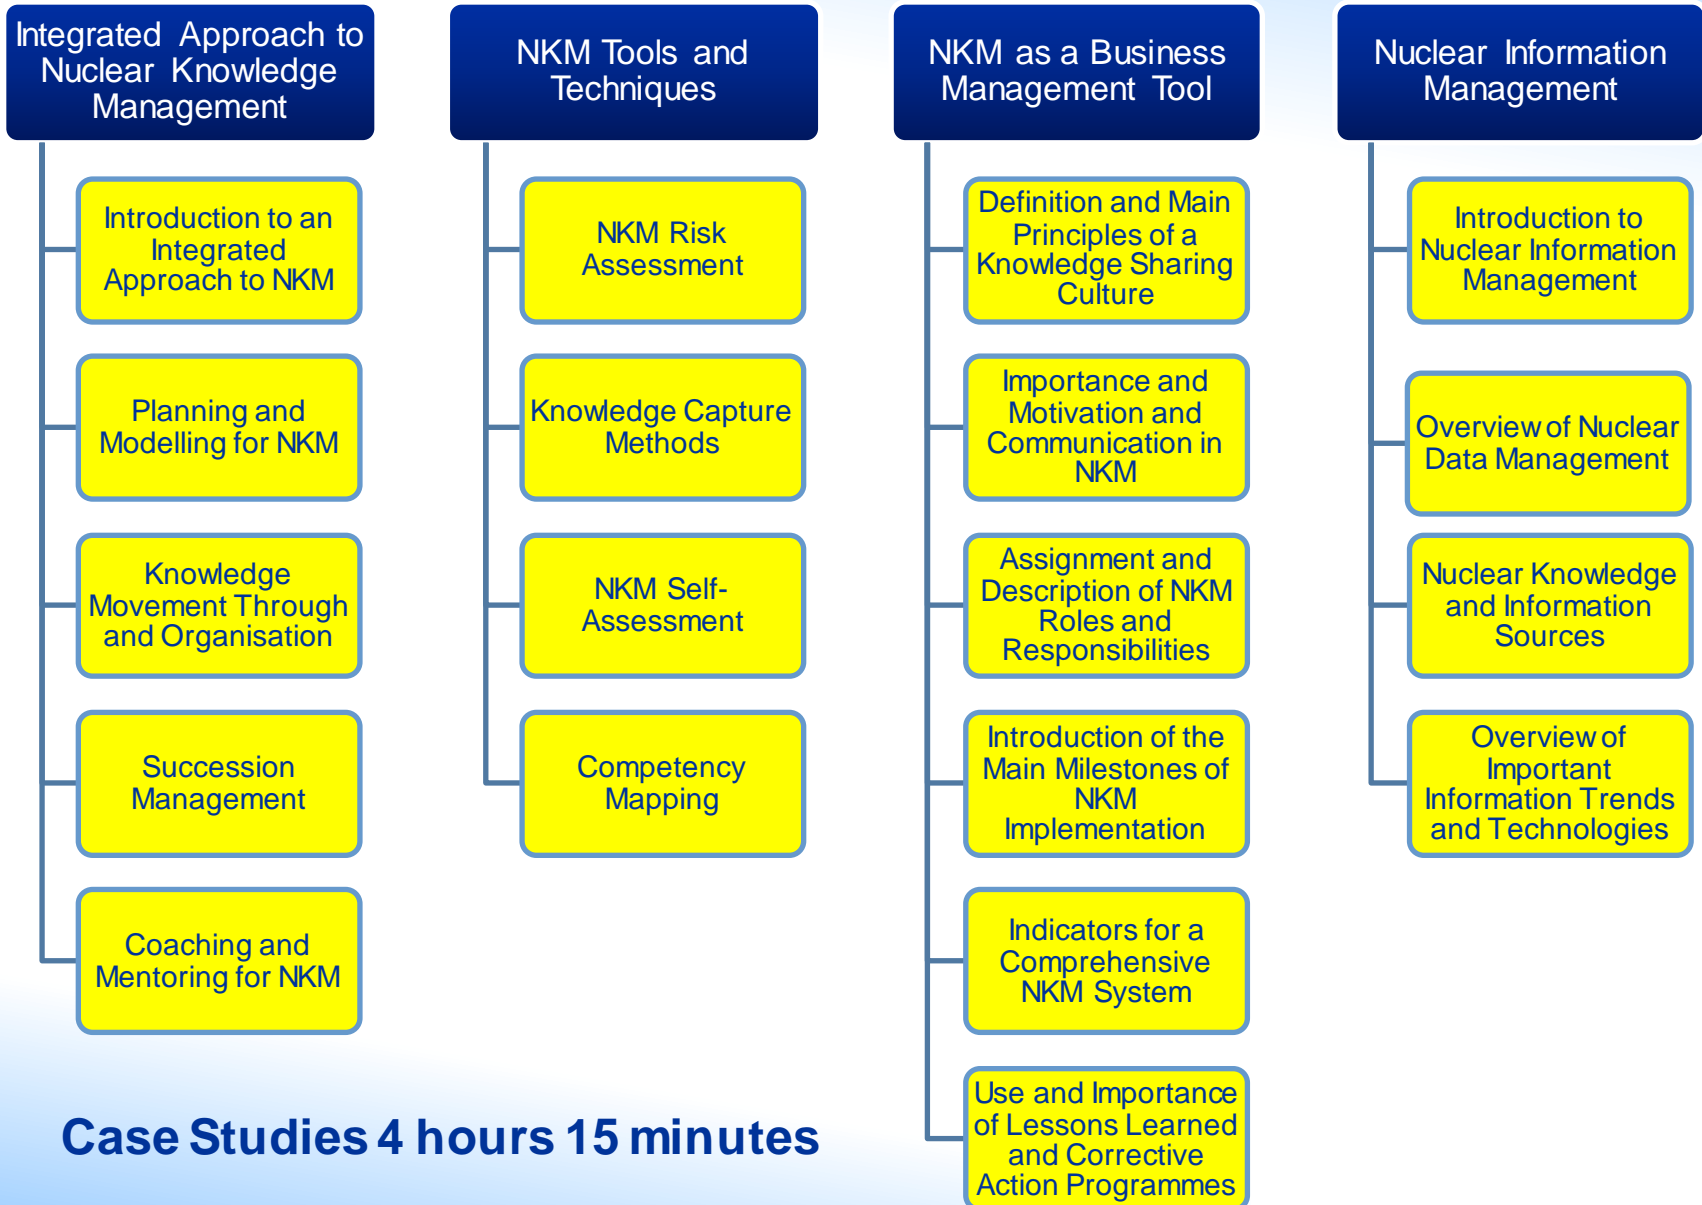 Integrated Approach to
Nuclear Knowledge
Management
Introduction to an
Integrated
Approach to NKM
Planning and
Modelling for NKM
Knowledge
Movement Through
and Organisation
Succession
Management
Coaching and
Mentoring for NKM
NKM Tools and
Techniques
NKM Risk
Assessment
Knowledge Capture
Methods
NKM Self-
Assessment
Competency
Mapping
NKM as a Business
Management Tool
Definition and Main
Principles of a
Knowledge Sharing
Culture
Importance and
Motivation and
Communication in
NKM
Assignment and
Description of NKM
Roles and
Responsibilities
Introduction of the
Main Milestones of
NKM
Implementation
Indicators for a
Comprehensive
NKM System
Use and Importance
of Lessons Learned
and Corrective
Action Programmes
Nuclear Information
Management
Introduction to
Nuclear Information
Management
Overview of Nuclear
Data Management
Nuclear Knowledge
and Information
Sources
Overview of
Important
Information Trends
and Technologies
Case Studies 4 hours 15 minutes